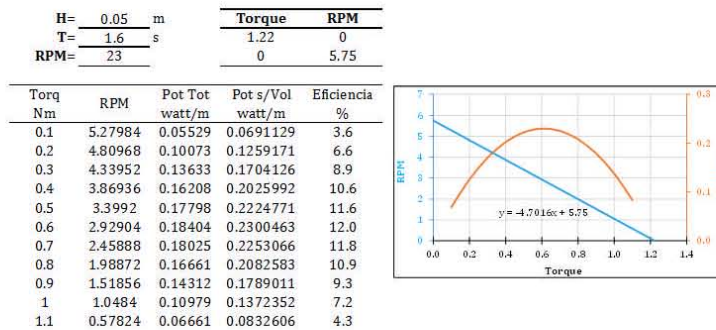 H= 0.05 m
T= 1.6 s
RPM= 23
Torque RPM
1.22 0
0 5.75
Torq Nm RPM Pot Tot watt/m Pot s/Vol watt/m Eficiencia %
0.1 5.27984 0.05529 0.0691129 3.6
0.2 4.80968 0.10073 0.1259171 6.6
0.3 4.33952 0.13633 0.1704126 8.9
0.4 3.86936 0.16208 0.2025992 10.6
0.5 3.3992 0.17798 0.2224771 11.6
0.6 2.92904 0.18404 0.2300463 12.0
0.7 2.45888 0.18025 0.2253066 11.8
0.8 1.98872 0.16661 0.2082583 10.9
0.9 1.51856 0.14312 0.1789011 9.3
1 1.0484 0.10979 0.1372352 7.2
1.1 0.57824 0.06661 0.0832606 4.3
7
6
5
4
3
2
1
0
RPM
0.3
0.2
0.1
0.0
y = -4.7016x + 5.75
0.0 0.2 0.4 0.6 0.8 1.0 1.2 1.4
Torque